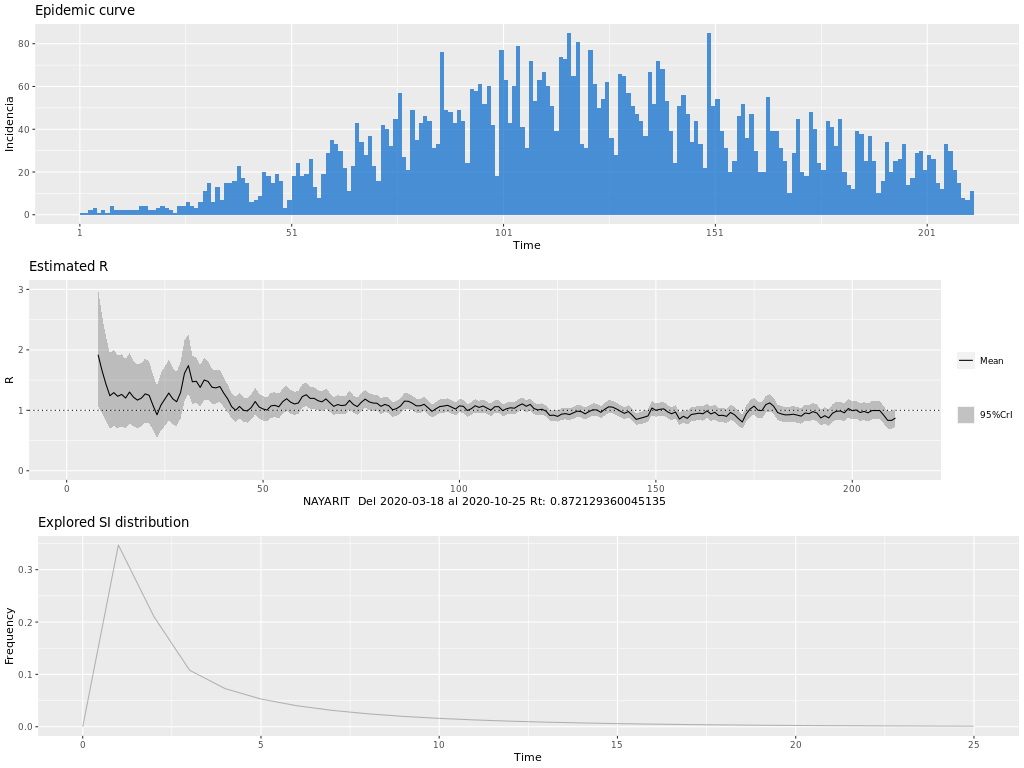 Epidemic curve
80
60
40
20
0
Incidencia
1 51 101 151 201
Time
Estimated R
3
2
1
0
R
Mean
95%CrI
0 50 100 150 200
NAYARIT Del 2020-03-18 al 2020-10-25 Rt: 0.872129360045135
Explored SI distribution
0.3
0.2
0.1
0.0
Frequency
0 5 10 15 20 25
Time